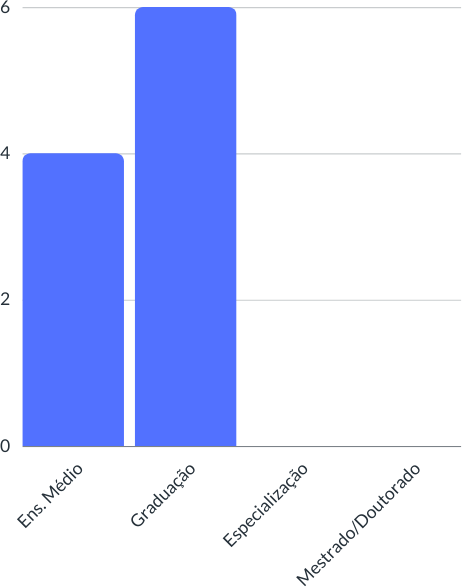 6
4
2
0
Ens. Médio
Graduação
Especialização
Mestrado/Doutorado